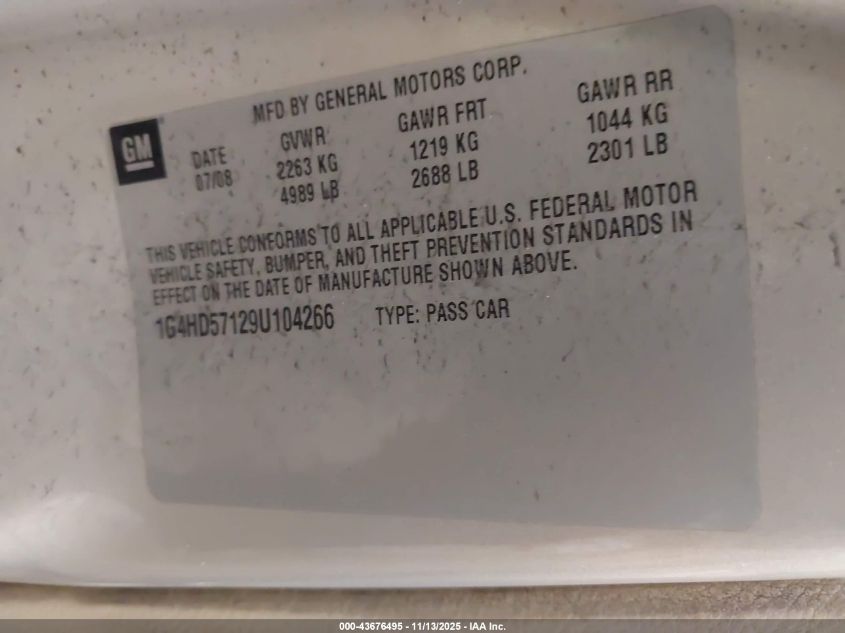 MFD BY GENERAL MOTORS CORP.
GM
DATE GVWR GAWR FRT GAWR RR
07/08 2263 KG 1219 KG 1044 KG
4989 LB 2688 LB 2301 LB
THIS VEHICLE CONFORMS TO ALL APPLICABLE U.S. FEDERAL MOTOR
VEHICLE SAFETY, BUMPER, AND THEFT PREVENTION STANDARDS IN
EFFECT ON THE DATE OF MANUFACTURE SHOWN ABOVE.
1G4HD57129U104266 TYPE: PASS CAR
000-43676495 - 11/13/2025 - IAA Inc.